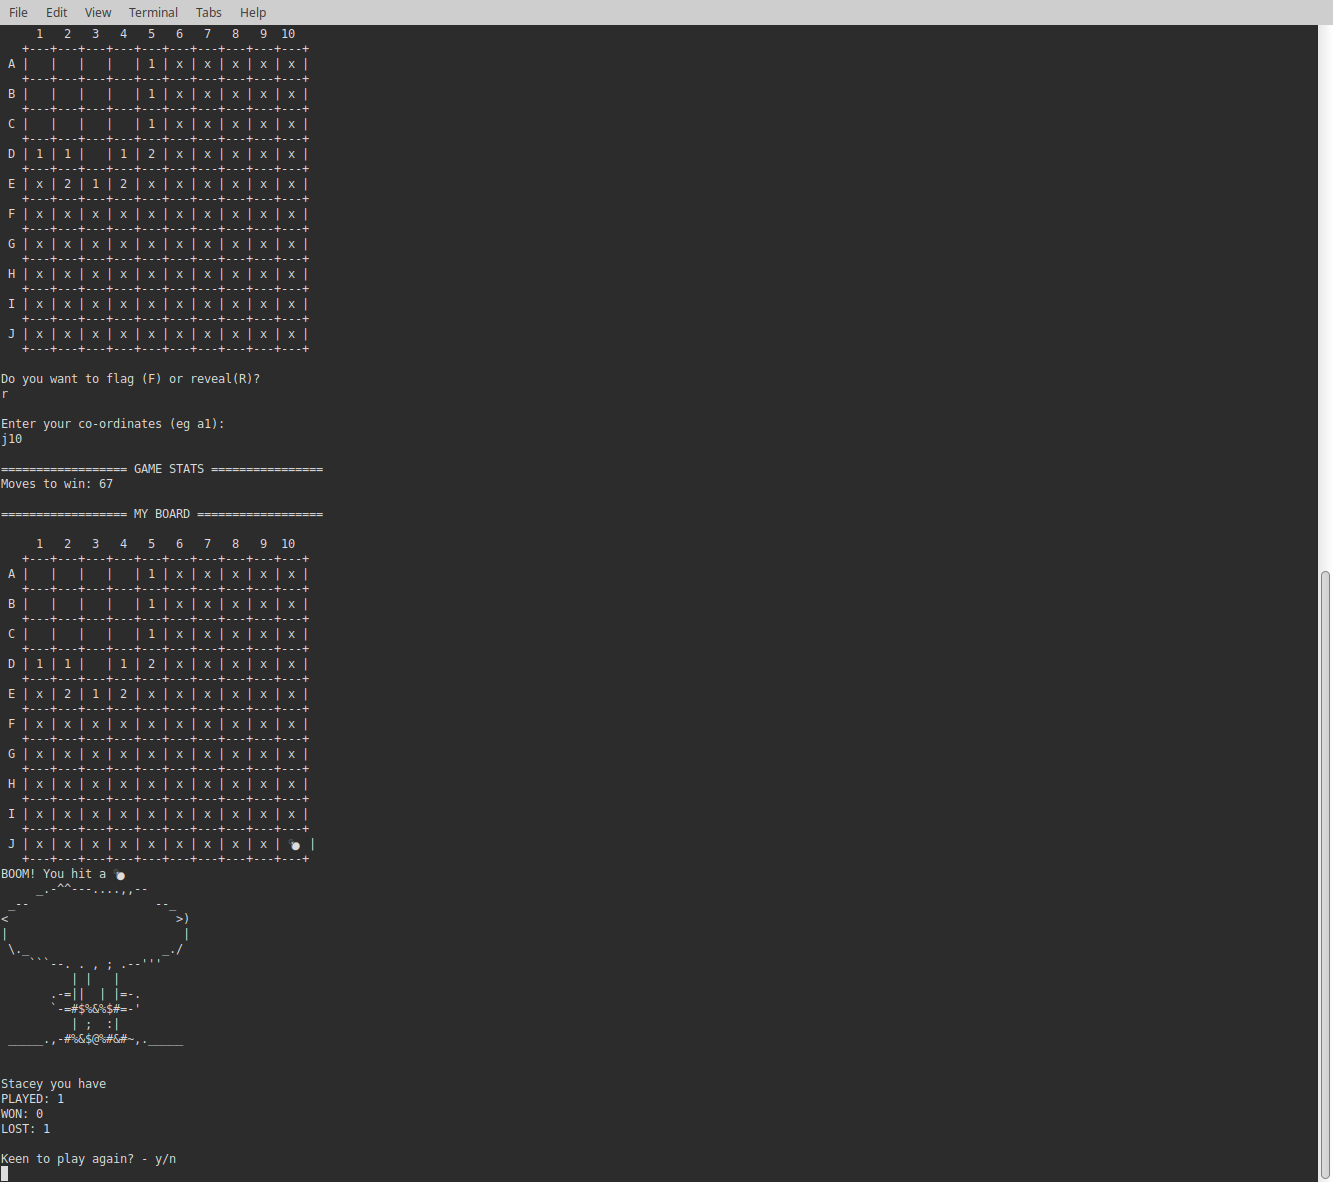 File Edit View Terminal Tabs Help
     1   2   3   4   5   6   7   8   9  10
   +---+---+---+---+---+---+---+---+---+---+
 A |   |   |   |   | 1 | x | x | x | x | x |
   +---+---+---+---+---+---+---+---+---+---+
 B |   |   |   |   | 1 | x | x | x | x | x |
   +---+---+---+---+---+---+---+---+---+---+
 C |   |   |   |   | 1 | x | x | x | x | x |
   +---+---+---+---+---+---+---+---+---+---+
 D | 1 | 1 |   | 1 | 2 | x | x | x | x | x |
   +---+---+---+---+---+---+---+---+---+---+
 E | x | 2 | 1 | 2 | x | x | x | x | x | x |
   +---+---+---+---+---+---+---+---+---+---+
 F | x | x | x | x | x | x | x | x | x | x |
   +---+---+---+---+---+---+---+---+---+---+
 G | x | x | x | x | x | x | x | x | x | x |
   +---+---+---+---+---+---+---+---+---+---+
 H | x | x | x | x | x | x | x | x | x | x |
   +---+---+---+---+---+---+---+---+---+---+
 I | x | x | x | x | x | x | x | x | x | x |
   +---+---+---+---+---+---+---+---+---+---+
 J | x | x | x | x | x | x | x | x | x | x |
   +---+---+---+---+---+---+---+---+---+---+
Do you want to flag (F) or reveal(R)?
r
Enter your co-ordinates (eg a1):
j10
================== GAME STATS ================
Moves to win: 67
================== MY BOARD ==================
     1   2   3   4   5   6   7   8   9  10
   +---+---+---+---+---+---+---+---+---+---+
 A |   |   |   |   | 1 | x | x | x | x | x |
   +---+---+---+---+---+---+---+---+---+---+
 B |   |   |   |   | 1 | x | x | x | x | x |
   +---+---+---+---+---+---+---+---+---+---+
 C |   |   |   |   | 1 | x | x | x | x | x |
   +---+---+---+---+---+---+---+---+---+---+
 D | 1 | 1 |   | 1 | 2 | x | x | x | x | x |
   +---+---+---+---+---+---+---+---+---+---+
 E | x | 2 | 1 | 2 | x | x | x | x | x | x |
   +---+---+---+---+---+---+---+---+---+---+
 F | x | x | x | x | x | x | x | x | x | x |
   +---+---+---+---+---+---+---+---+---+---+
 G | x | x | x | x | x | x | x | x | x | x |
   +---+---+---+---+---+---+---+---+---+---+
 H | x | x | x | x | x | x | x | x | x | x |
   +---+---+---+---+---+---+---+---+---+---+
 I | x | x | x | x | x | x | x | x | x | x |
   +---+---+---+---+---+---+---+---+---+---+
 J | x | x | x | x | x | x | x | x | x | 💣 |
   +---+---+---+---+---+---+---+---+---+---+
BOOM! You hit a 💣
     _.-^^---....,,--
 _--                  --_
<                        >)
|                         |
 \._                   _./
    ```--. . , ; .--'''
          | |   |
       .-=||  | |=-.
       `-=#$%&%$#=-'
          | ;  :|
 _____.,-#%&$@%#&#~,._____
Stacey you have
PLAYED: 1
WON: 0
LOST: 1
Keen to play again? - y/n